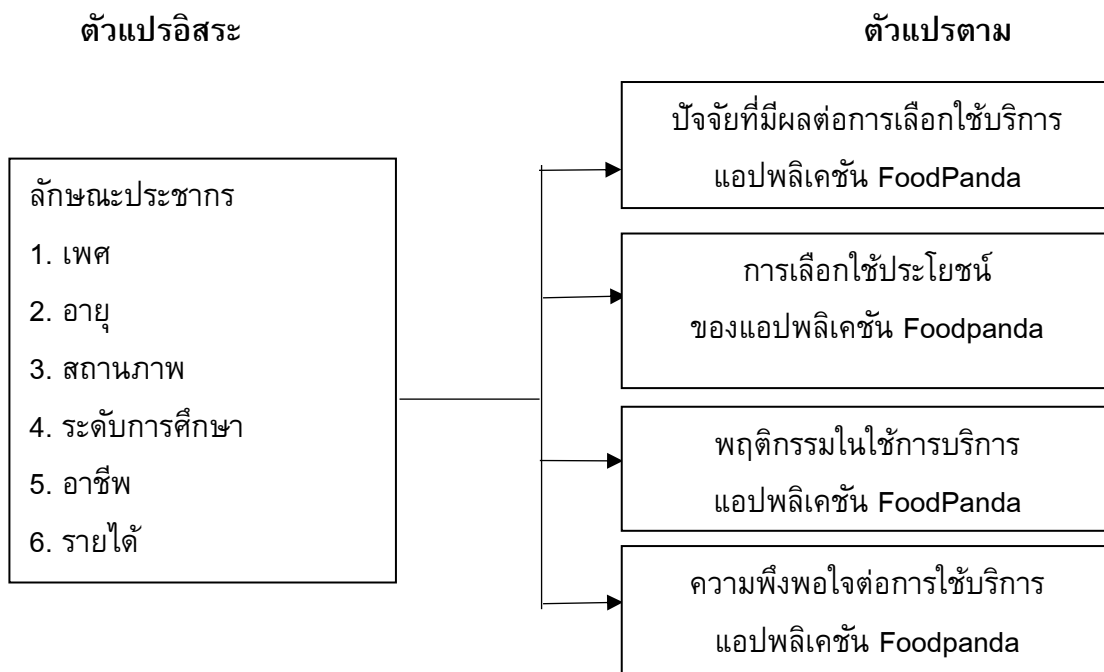 ตัวแปรอิสระ
ตัวแปรตาม
ลักษณะประชากร
1. เพศ
2. อายุ
3. สถานภาพ
4. ระดับการศึกษา
5. อาชีพ
6. รายได้
ปัจจัยที่มีผลต่อการเลือกใช้บริการ
แอปพลิเคชัน FoodPanda
การเลือกใช้ประโยชน์
ของแอปพลิเคชัน Foodpanda
พฤติกรรมในใช้การบริการ
แอปพลิเคชัน FoodPanda
ความพึงพอใจต่อการใช้บริการ
แอปพลิเคชัน Foodpanda